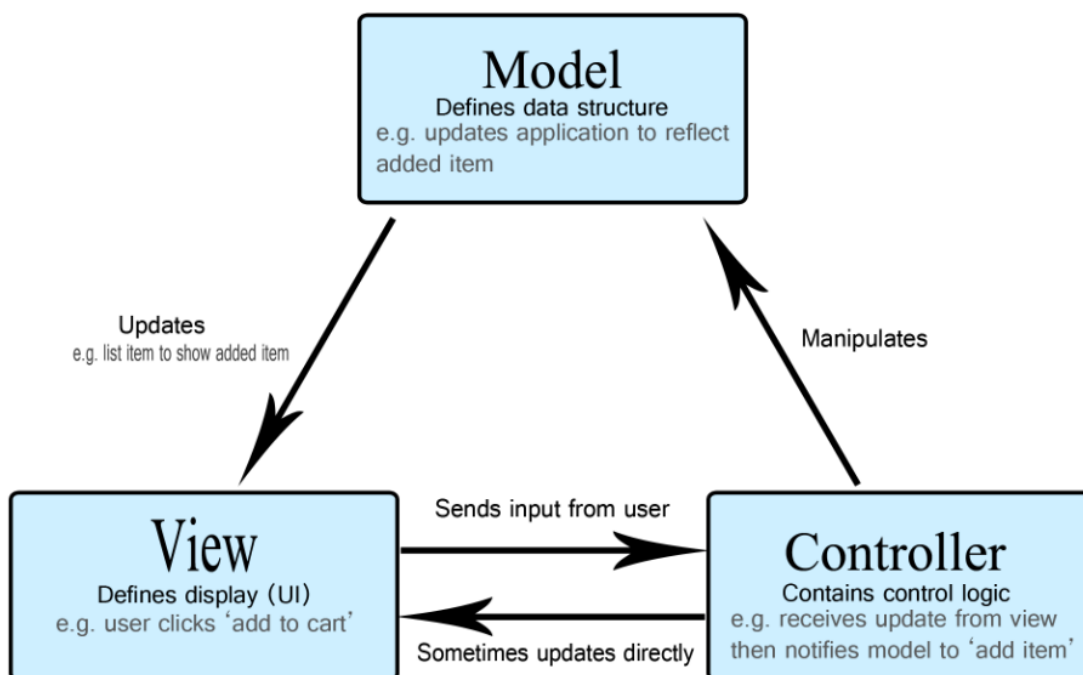 Model
Defines data structure
e.g. updates application to reflect
added item
Updates
e.g. list item to show added item
Manipulates
View
Defines display (UI)
e.g. user clicks ‘add to cart’
Sends input from user
Sometimes updates directly
Controller
Contains control logic
e.g. receives update from view
then notifies model to ‘add item’